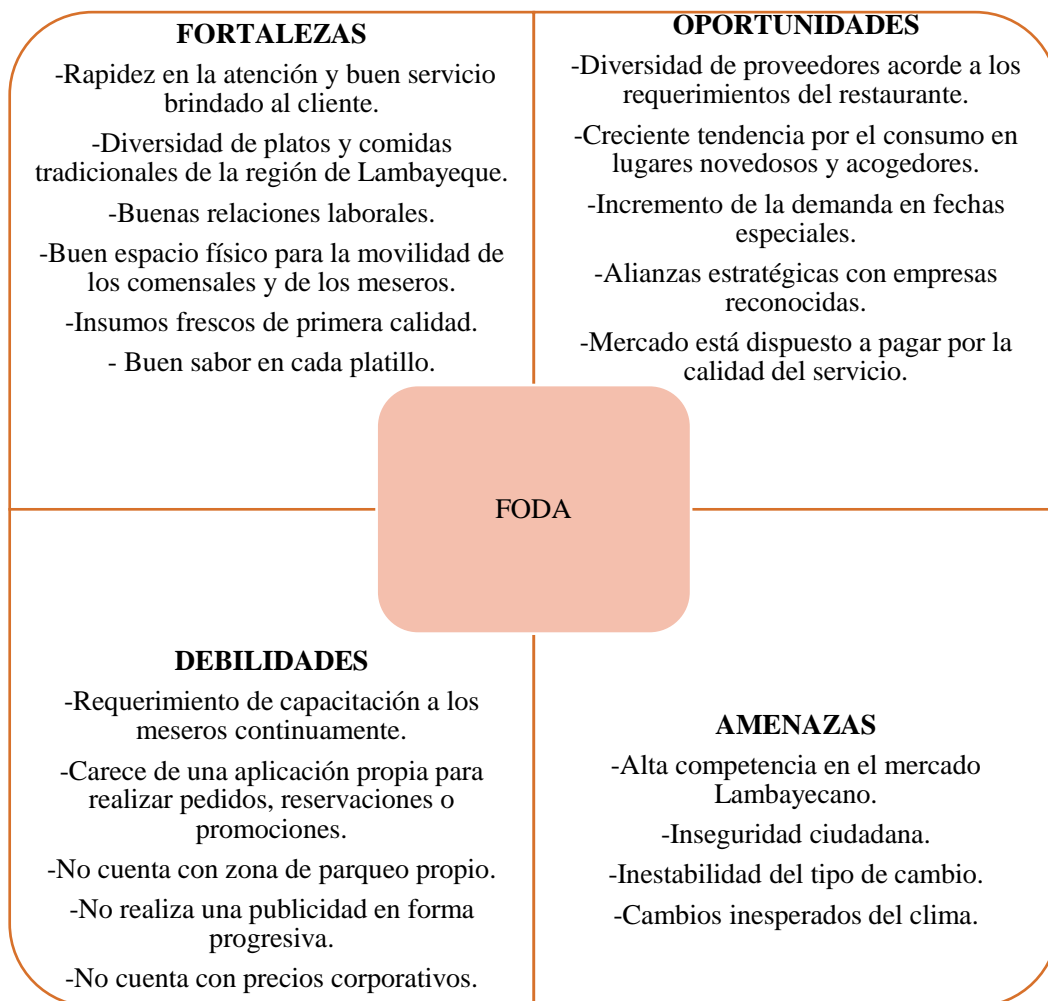 FORTALEZAS
-Rapidez en la atención y buen servicio
brindado al cliente.
-Diversidad de platos y comidas
tradicionales de la región de Lambayeque.
-Buenas relaciones laborales.
-Buen espacio físico para la movilidad de
los comensales y de los meseros.
-Insumos frescos de primera calidad.
- Buen sabor en cada platillo.
OPORTUNIDADES
-Diversidad de proveedores acorde a los
requerimientos del restaurante.
-Creciente tendencia por el consumo en
lugares novedosos y acogedores.
-Incremento de la demanda en fechas
especiales.
-Alianzas estratégicas con empresas
reconocidas.
-Mercado está dispuesto a pagar por la
calidad del servicio.
FODA
DEBILIDADES
-Requerimiento de capacitación a los
meseros continuamente.
-Carece de una aplicación propia para
realizar pedidos, reservaciones o
promociones.
-No cuenta con zona de parqueo propio.
-No realiza una publicidad en forma
progresiva.
-No cuenta con precios corporativos.
AMENAZAS
-Alta competencia en el mercado
Lambayecano.
-Inseguridad ciudadana.
-Inestabilidad del tipo de cambio.
-Cambios inesperados del clima.